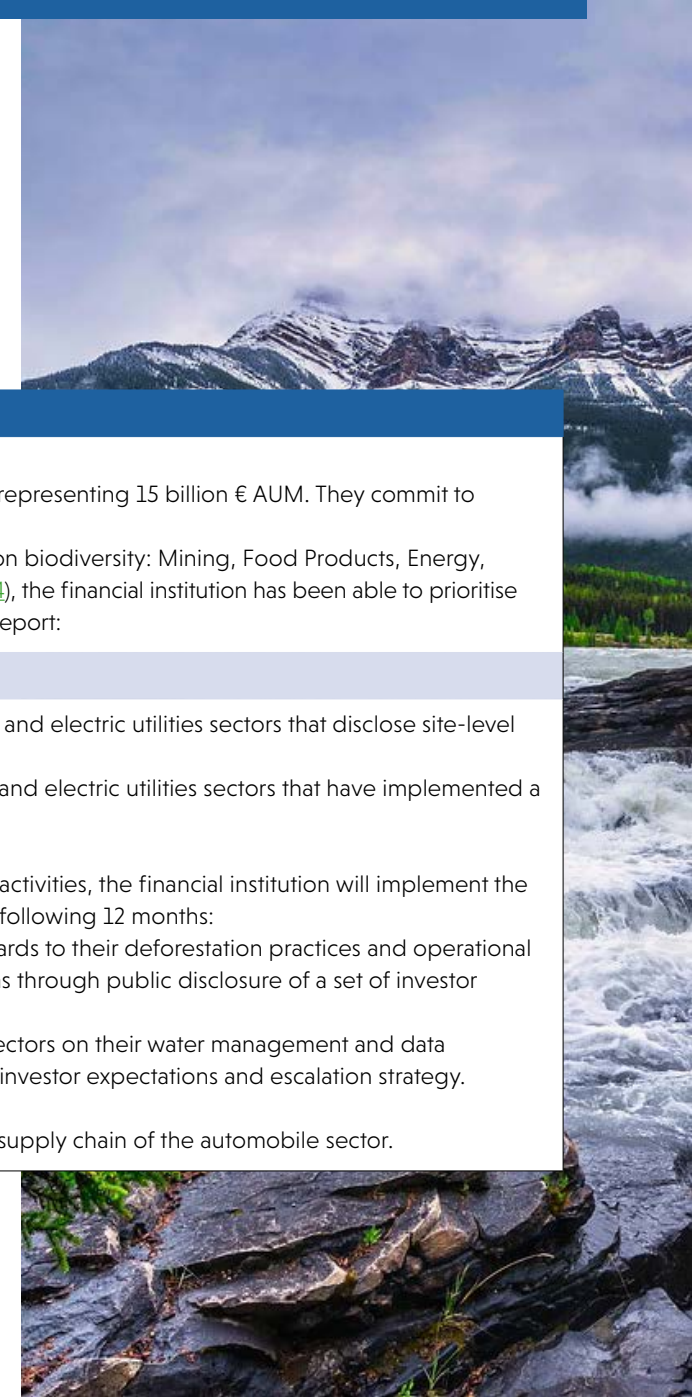 representing 15 billion € AUM. They commit to
on biodiversity: Mining, Food Products, Energy,
), the financial institution has been able to prioritise
eport:
and electric utilities sectors that disclose site-level
and electric utilities sectors that have implemented a
activities, the financial institution will implement the
following 12 months:
ards to their deforestation practices and operational
s through public disclosure of a set of investor
ectors on their water management and data
investor expectations and escalation strategy.
supply chain of the automobile sector.